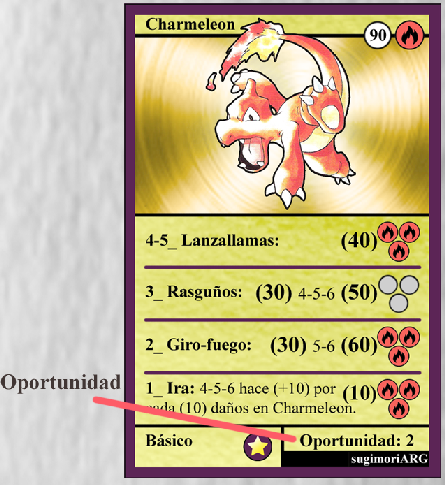 Charmeleon
90
4-5_ Lanzallamas: (40)
3_ Rasguños: (30) 4-5-6 (50)
2_ Giro-fuego: (30) 5-6 (60)
Oportunidad
1_ Ira: 4-5-6 hace (+10) por (10)
cada (10) daños en Charmeleon.
Básico
Oportunidad: 2
sugimoriARG